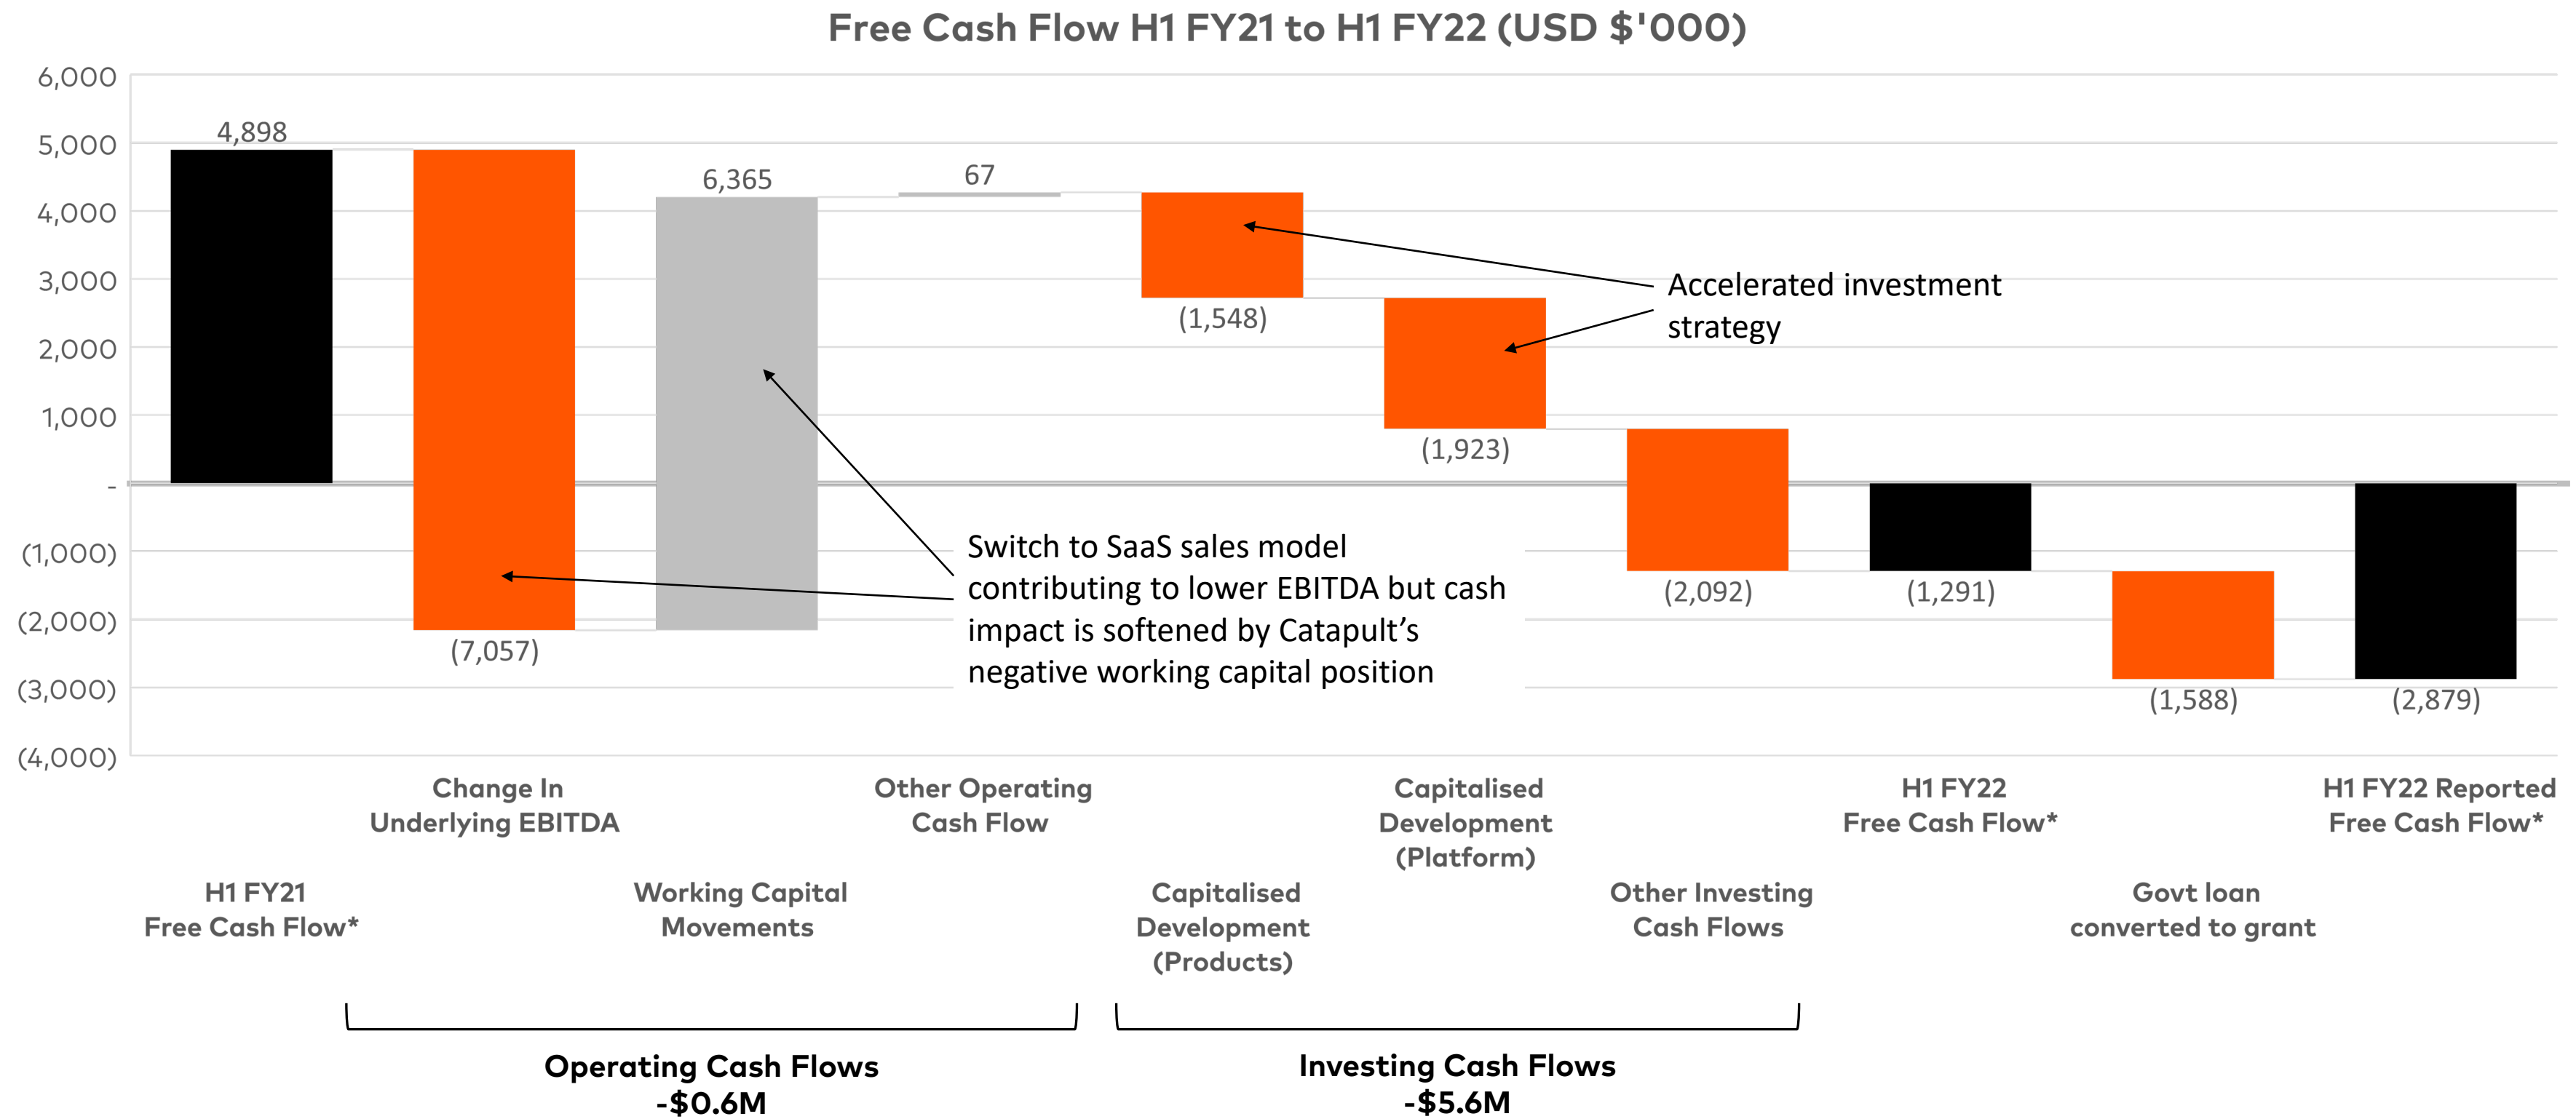 Free Cash Flow H1 FY21 to H1 FY22 (USD $'000)
6,000
5,000
4,000
3,000
2,000
1,000
-
(1,000)
(2,000)
(3,000)
(4,000)
4,898
(7,057)
6,365
67
(1,548)
(1,923)
(2,092)
(1,291)
(1,588)
(2,879)
Accelerated investment
strategy
Switch to SaaS sales model
contributing to lower EBITDA but cash
impact is softened by Catapult’s
negative working capital position
H1 FY21
Free Cash Flow*
Change In
Underlying EBITDA
Working Capital
Movements
Other Operating
Cash Flow
Capitalised
Development
(Products)
Capitalised
Development
(Platform)
Other Investing
Cash Flows
H1 FY22
Free Cash Flow*
Govt loan
converted to grant
H1 FY22 Reported
Free Cash Flow*
Operating Cash Flows
-$0.6M
Investing Cash Flows
-$5.6M